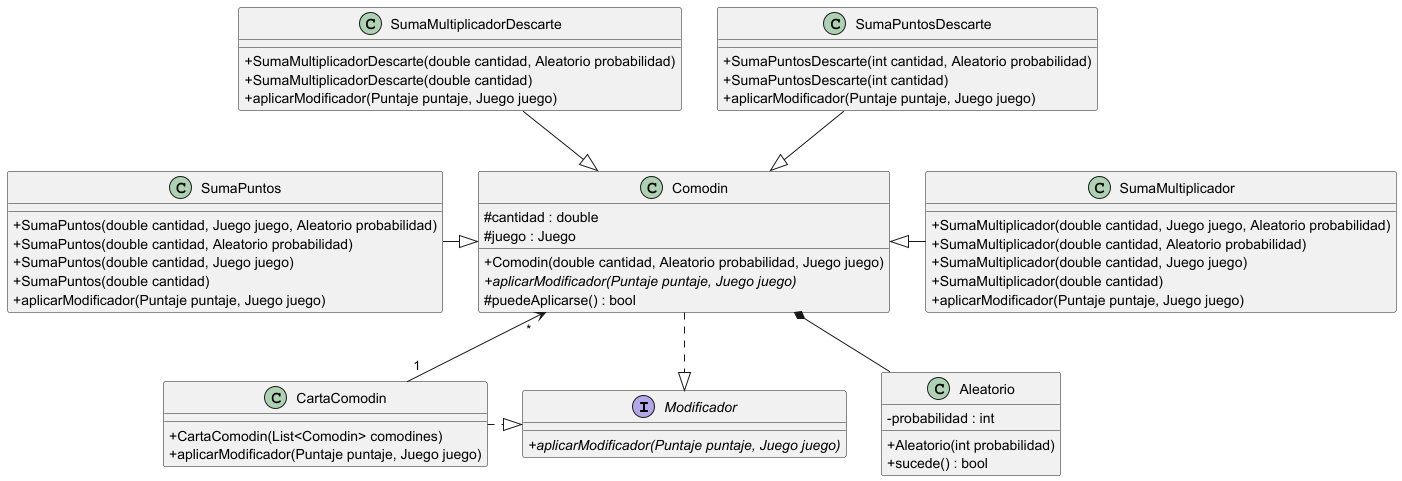 C SumaMultiplicadorDescarte
+SumaMultiplicadorDescarte(double cantidad, Aleatorio probabilidad)
+SumaMultiplicadorDescarte(double cantidad)
+aplicarModificador(Puntaje puntaje, Juego juego)
C SumaPuntosDescarte
+SumaPuntosDescarte(int cantidad, Aleatorio probabilidad)
+SumaPuntosDescarte(int cantidad)
+aplicarModificador(Puntaje puntaje, Juego juego)
C SumaPuntos
+SumaPuntos(double cantidad, Juego juego, Aleatorio probabilidad)
+SumaPuntos(double cantidad, Aleatorio probabilidad)
+SumaPuntos(double cantidad, Juego juego)
+SumaPuntos(double cantidad)
+aplicarModificador(Puntaje puntaje, Juego juego)
C Comodin
#cantidad : double
#juego : Juego
+Comodin(double cantidad, Aleatorio probabilidad, Juego juego)
+aplicarModificador(Puntaje puntaje, Juego juego)
#puedeAplicarse() : bool
C SumaMultiplicador
+SumaMultiplicador(double cantidad, Juego juego, Aleatorio probabilidad)
+SumaMultiplicador(double cantidad, Aleatorio probabilidad)
+SumaMultiplicador(double cantidad, Juego juego)
+SumaMultiplicador(double cantidad)
+aplicarModificador(Puntaje puntaje, Juego juego)
*
1
C CartaComodin
+CartaComodin(List<Comodin> comodines)
+aplicarModificador(Puntaje puntaje, Juego juego)
I Modificador
+aplicarModificador(Puntaje puntaje, Juego juego)
C Aleatorio
-probabilidad : int
+Aleatorio(int probabilidad)
+sucede() : bool